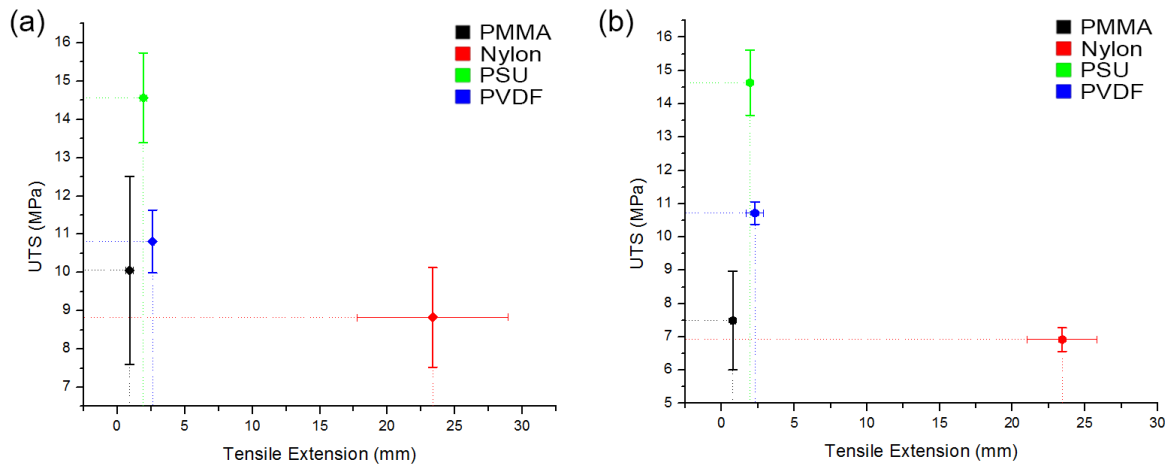 (a)
PMMA
Nylon
PSU
PVDF
16
15
14
13
12
11
10
9
8
7
UTS (MPa)
0 5 10 15 20 25 30
Tensile Extension (mm)
(b)
PMMA
Nylon
PSU
PVDF
16
15
14
13
12
11
10
9
8
7
6
5
UTS (MPa)
0 5 10 15 20 25 30
Tensile Extension (mm)